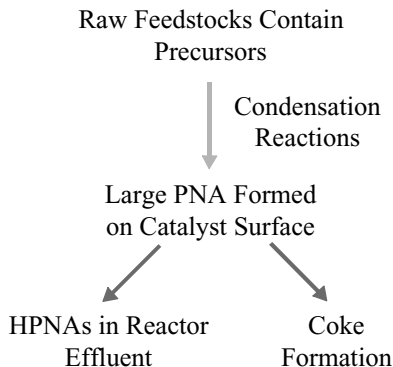 Raw Feedstocks Contain
Precursors
Condensation
Reactions
Large PNA Formed
on Catalyst Surface
HPNAs in Reactor
Effluent
Coke
Formation